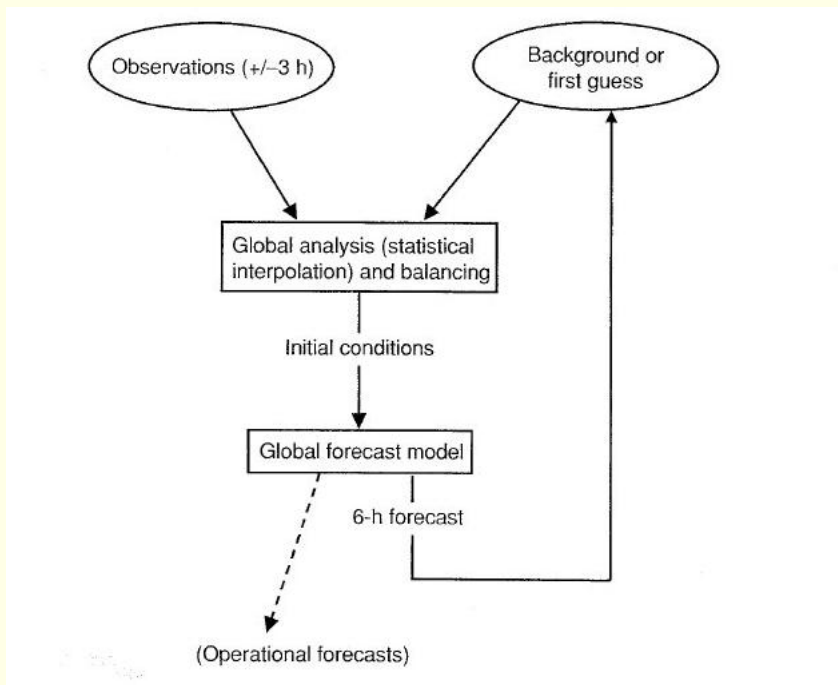 Observations (+/–3 h)
Background or
first guess
Global analysis (statistical
interpolation) and balancing
Initial conditions
Global forecast model
6-h forecast
(Operational forecasts)